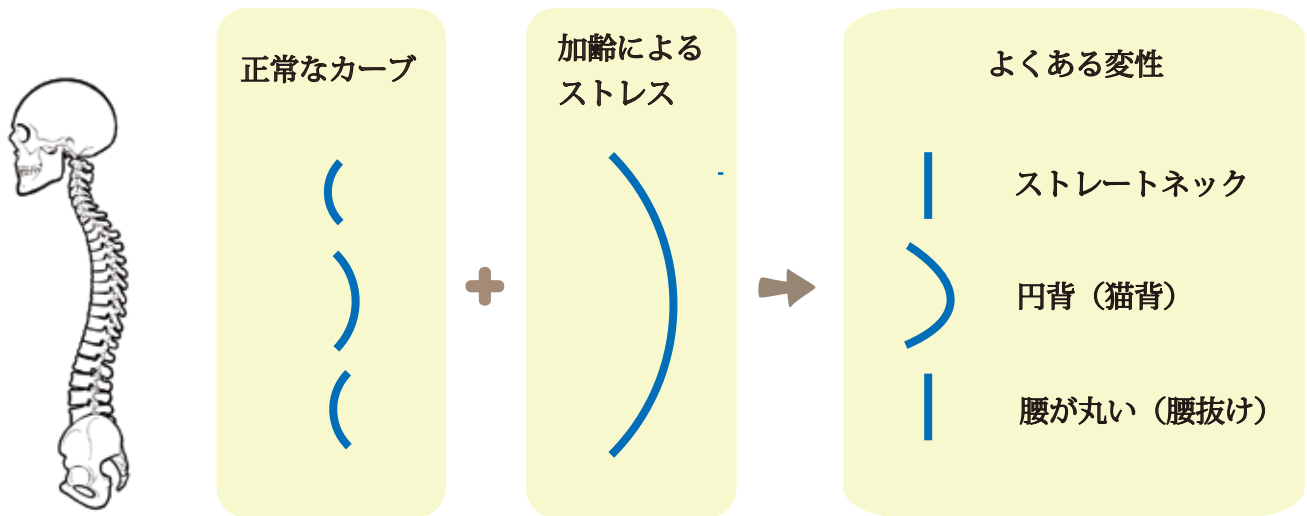 正常なカーブ
加齢による
ストレス
よくある変性
ストレートネック
円背（猫背）
腰が丸い（腰抜け）